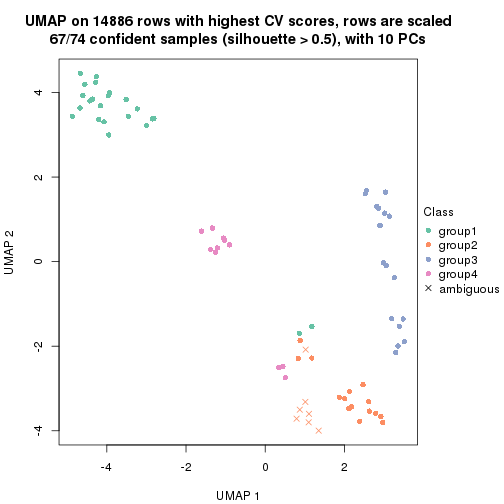 UMAP on 14886 rows with highest CV scores, rows are scaled
67/74 confident samples (silhouette > 0.5), with 10 PCs
4
2
0
-2
-4
UMAP 2
-4
-2
0
2
UMAP 1
Class
group1
group2
group3
group4
ambiguous